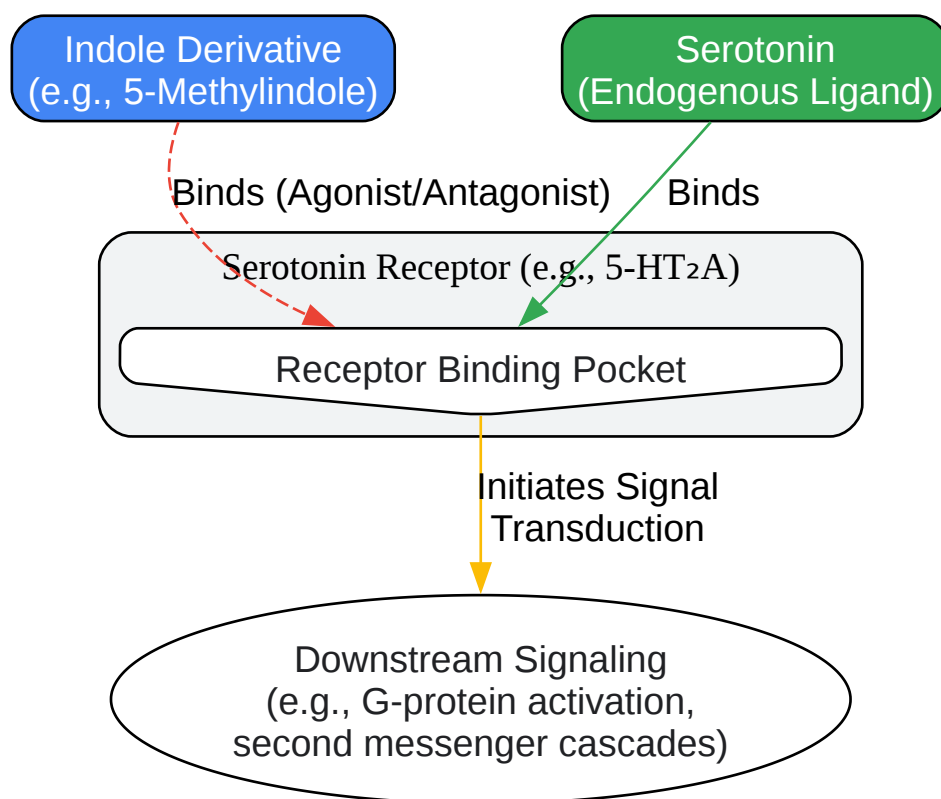 Indole Derivative
(e.g., 5-Methylindole)
Serotonin
(Endogenous Ligand)
Binds (Agonist/Antagonist)
Binds
Serotonin Receptor (e.g., 5-HT₂A)
Receptor Binding Pocket
Initiates Signal
Transduction
Downstream Signaling
(e.g., G-protein activation,
second messenger cascades)